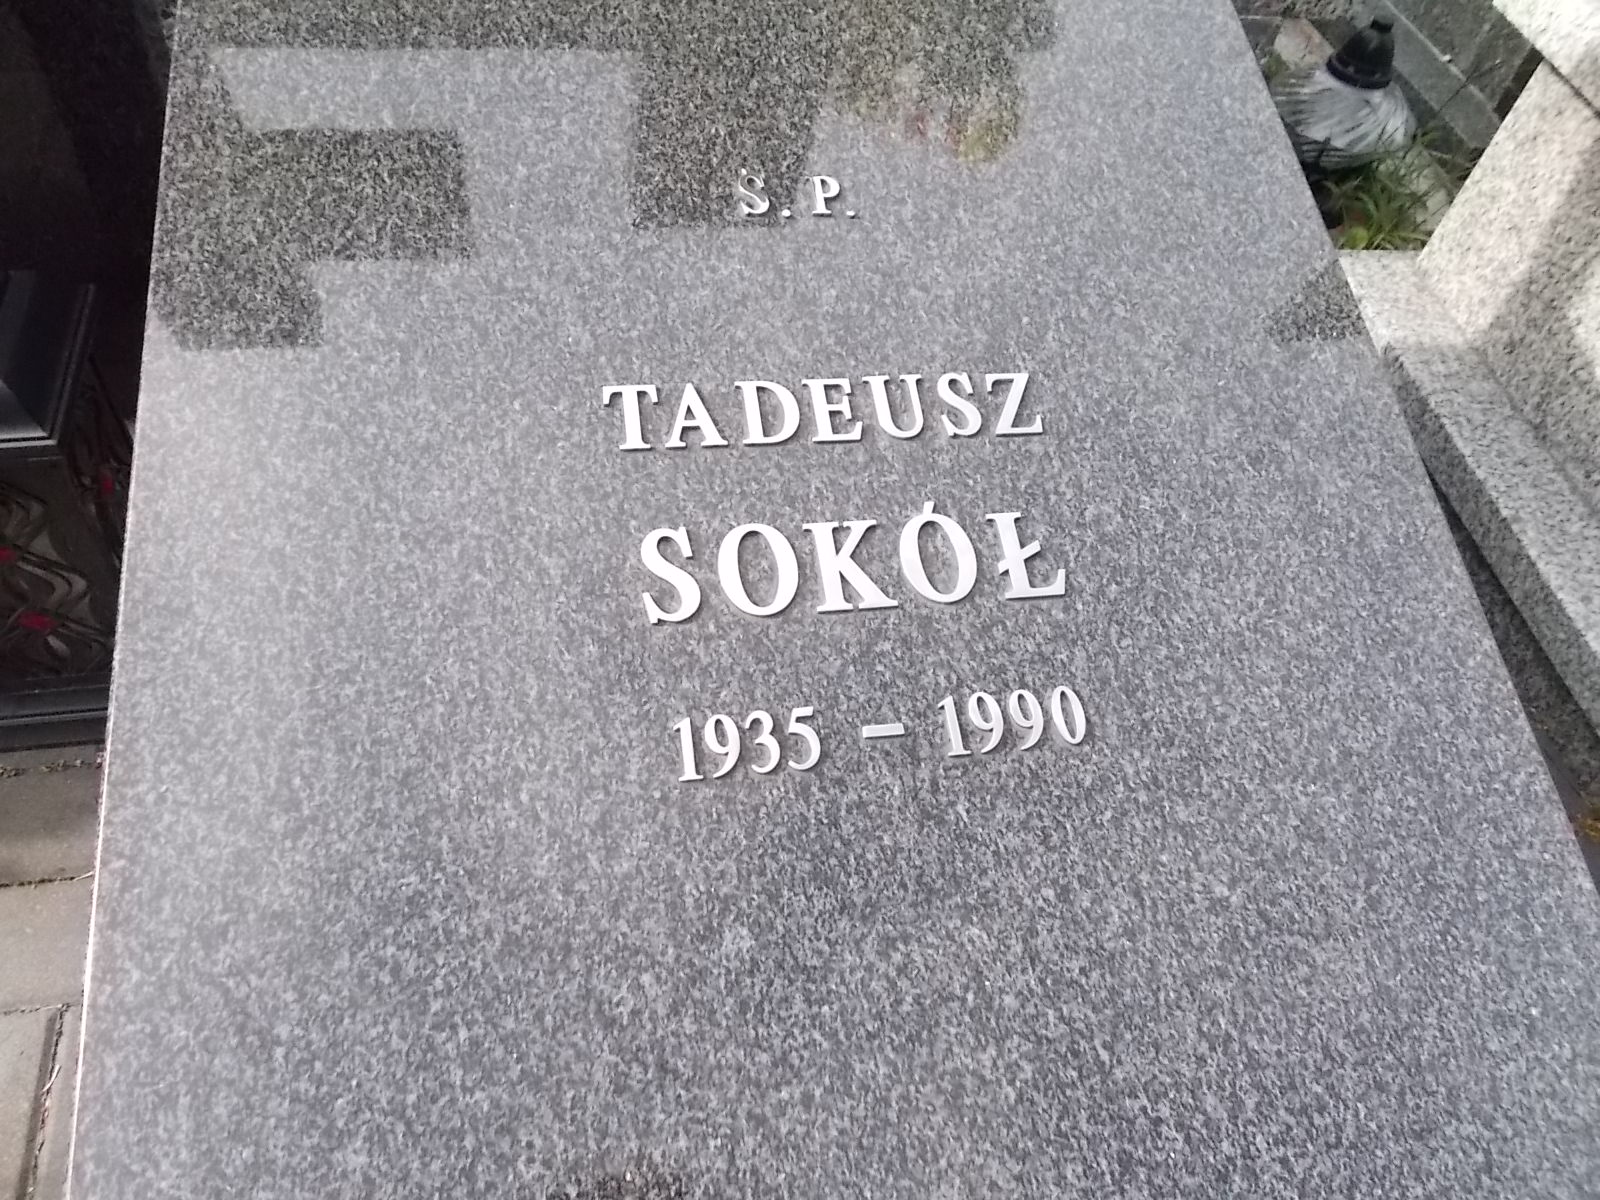 Ś. P.
TADEUSZ
SOKÓŁ
1935 - 1990